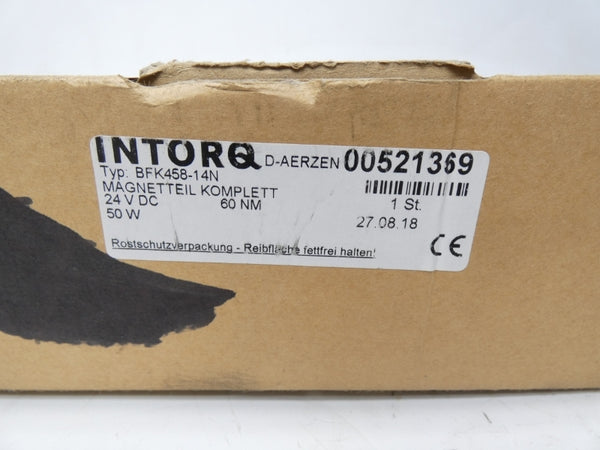 INTORQ D-AERZEN 00521369
Typ: BFK458-14N
MAGNETTEIL KOMPLETT
24 V DC 60 NM 1 St.
50 W 27.08.18
Rostschutzverpackung - Reibfläche fettfrei halten!
CE